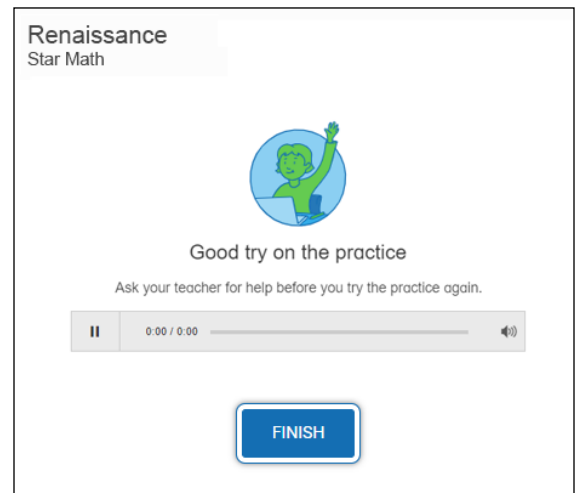 Renaissance
Star Math
Good try on the practice
Ask your teacher for help before you try the practice again.
0:00 / 0:00
FINISH